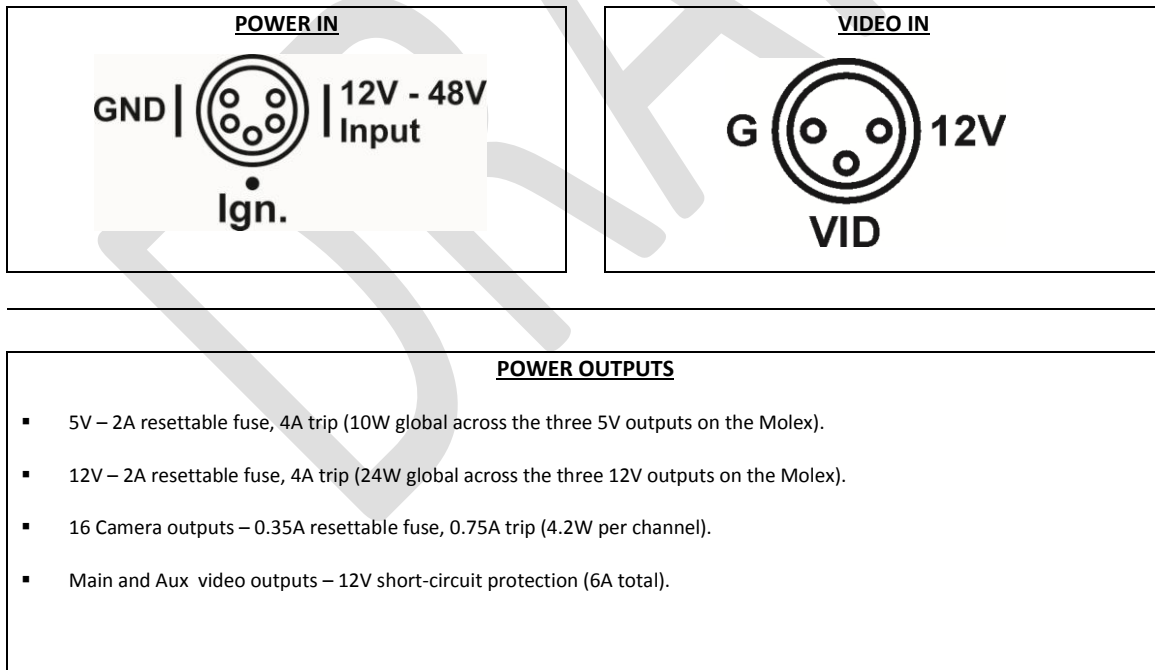 POWER IN
GND
12V - 48V
Input
Ign.
VIDEO IN
G
12V
VID
POWER OUTPUTS
▪ 5V – 2A resettable fuse, 4A trip (10W global across the three 5V outputs on the Molex).
▪ 12V – 2A resettable fuse, 4A trip (24W global across the three 12V outputs on the Molex).
▪ 16 Camera outputs – 0.35A resettable fuse, 0.75A trip (4.2W per channel).
▪ Main and Aux  video outputs – 12V short-circuit protection (6A total).